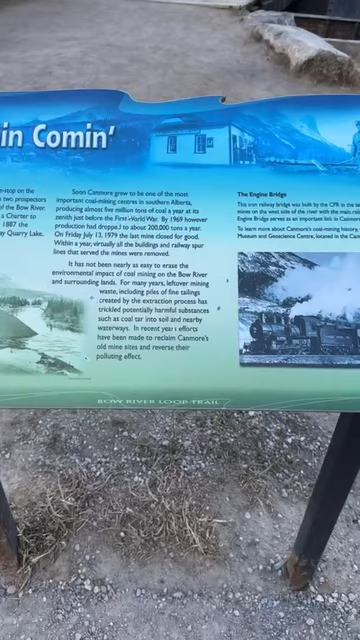 in Comin'
e-stop on the
two prospectors
of the Bow River.
a Charter to
1887 the
ay Quarry Lake.
Soon Canmore grew to be one of the most
important coal-mining centres in southern Alberta,
producing almost five million tons of coal a year at its
zenith just before the First World War. By 1969 however
production had dropped to about 200,000 tons a year.
On Friday July 13, 1979 the last mine closed for good.
Within a year, virtually all the buildings and railway spur
lines that served the mines were removed.
It has not been nearly as easy to erase the
environmental impact of coal mining on the Bow River
and surrounding lands. For many years, leftover mining
waste, including piles of fine tailings
created by the extraction process has
trickled potentially harmful substances
such as coal tar into soil and nearby
waterways. In recent years efforts
have been made to reclaim Canmore's
old mine sites and reverse their
polluting effect.
The Engine Bridge
This iron railway bridge was built by the CPR in the la
mines on the west side of the river with the main
Engine Bridge serves as an important link in Canmore
To learn more about Canmore's coal-mining history,
Museum and Geoscience Centre, located in the Can
BOW RIVER LOOP TRAIL